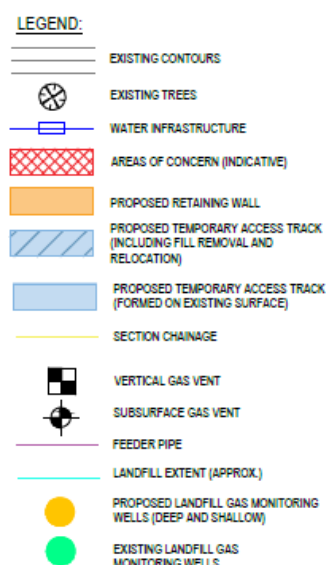 LEGEND:
EXISTING CONTOURS
EXISTING TREES
WATER INFRASTRUCTURE
AREAS OF CONCERN (INDICATIVE)
PROPOSED RETAINING WALL
PROPOSED TEMPORARY ACCESS TRACK
(INCLUDING FILL REMOVAL AND
RELOCATION)
PROPOSED TEMPORARY ACCESS TRACK
(FORMED ON EXISTING SURFACE)
SECTION CHAINAGE
VERTICAL GAS VENT
SUBSURFACE GAS VENT
FEEDER PIPE
LANDFILL EXTENT (APPROX.)
PROPOSED LANDFILL GAS MONITORING
WELLS (DEEP AND SHALLOW)
EXISTING LANDFILL GAS
MONITORING WELLS